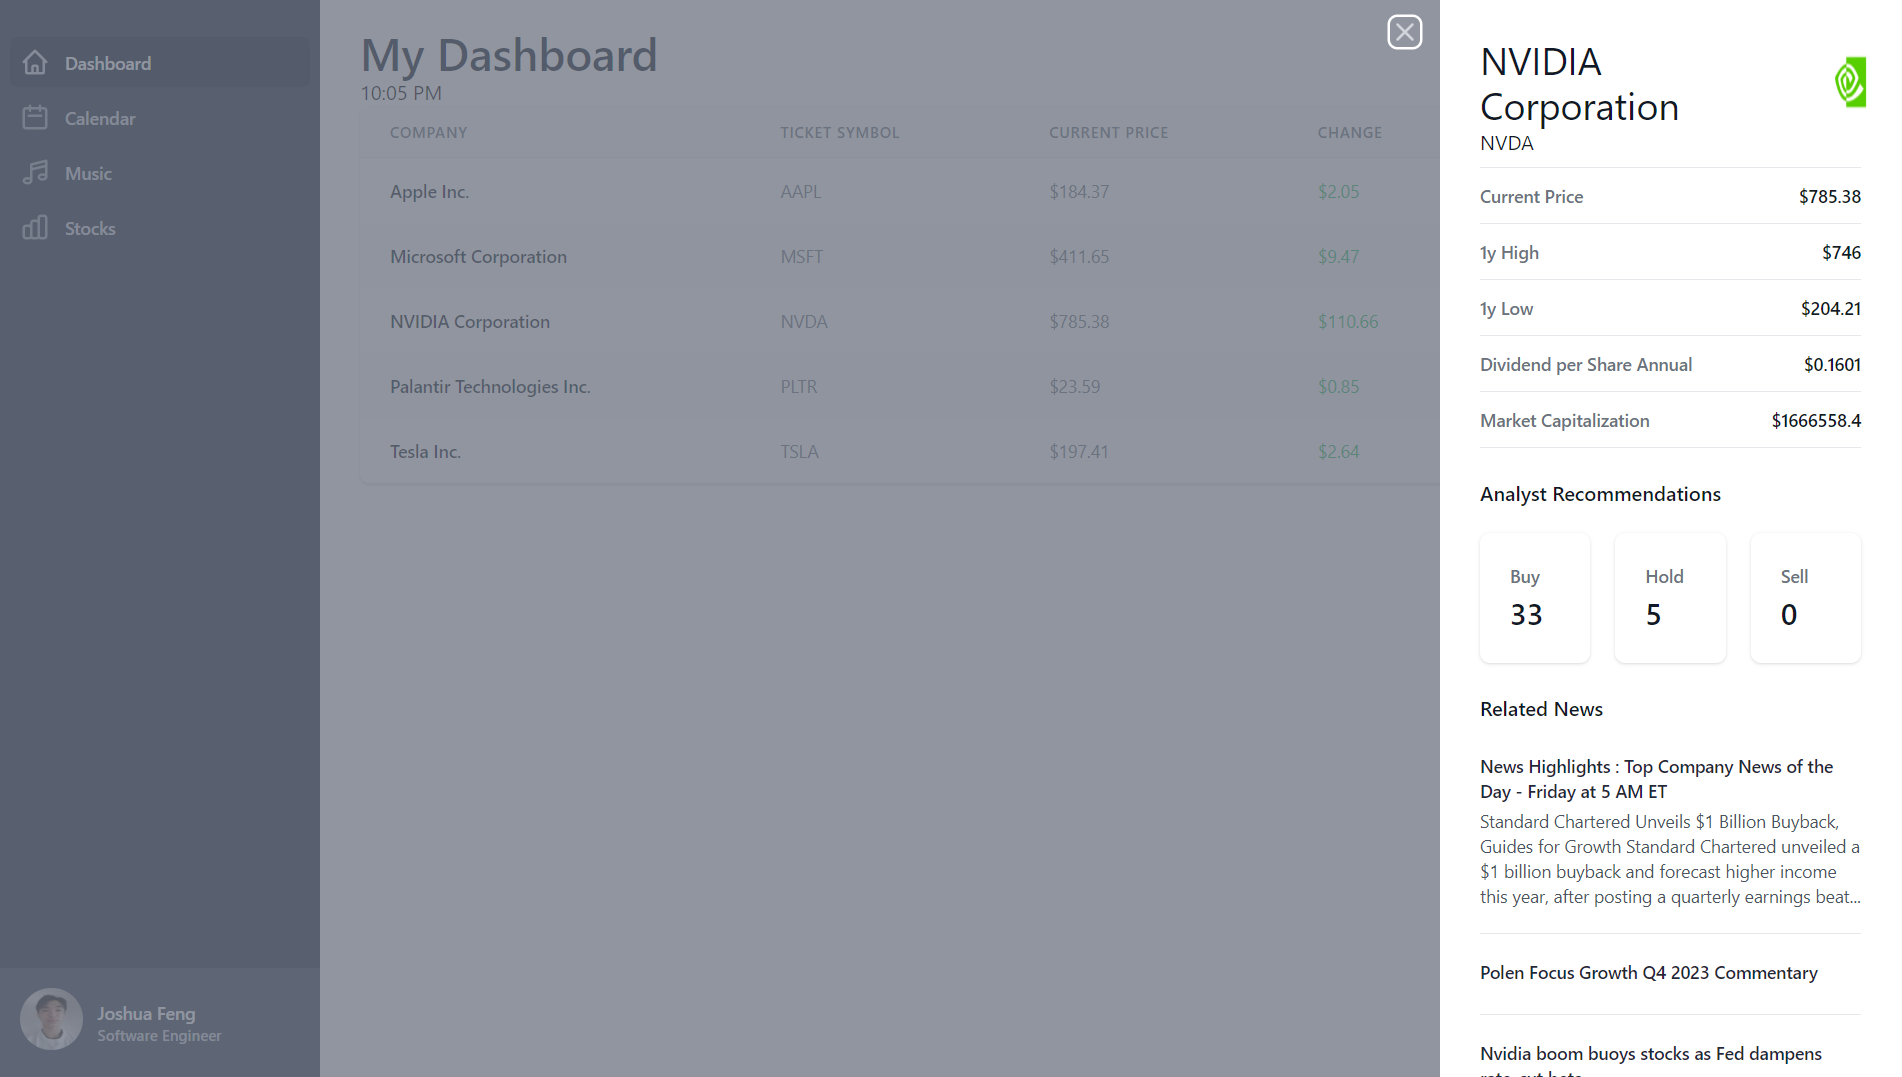 Dashboard
Calendar
Music
Stocks
Joshua Feng
Software Engineer
My Dashboard
10:05 PM
COMPANY TICKET SYMBOL CURRENT PRICE CHANGE
Apple Inc. AAPL $184.37 $2.05
Microsoft Corporation MSFT $411.65 $9.47
NVIDIA Corporation NVDA $785.38 $110.66
Palantir Technologies Inc. PLTR $23.59 $0.85
Tesla Inc. TSLA $197.41 $2.64
NVIDIA
Corporation
NVDA
Current Price $785.38
1y High $746
1y Low $204.21
Dividend per Share Annual $0.1601
Market Capitalization $1666558.4
Analyst Recommendations
Buy Hold Sell
33 5 0
Related News
News Highlights : Top Company News of the
Day - Friday at 5 AM ET
Standard Chartered Unveils $1 Billion Buyback,
Guides for Growth Standard Chartered unveiled a
$1 billion buyback and forecast higher income
this year, after posting a quarterly earnings beat...
Polen Focus Growth Q4 2023 Commentary
Nvidia boom buoys stocks as Fed dampens